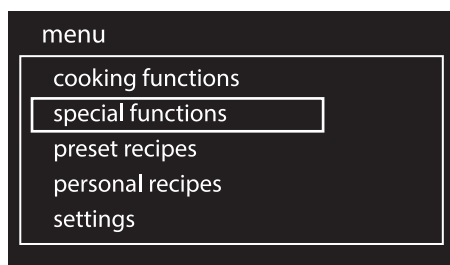 menu
cooking functions
special functions
preset recipes
personal recipes
settings